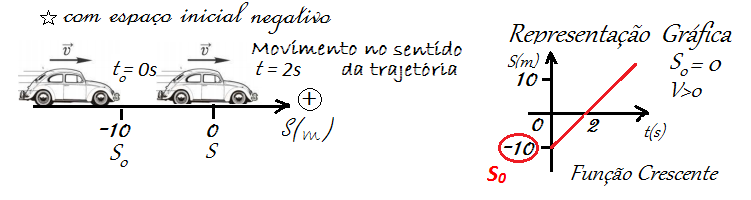 ☆ com espaço inicial negativo
v v
t₀ = 0s
t = 2s
Movimento no sentido
da trajetória
+
-10
0
S(m)
S₀
S
Representação Gráfica
S(m)
10
S₀ = 0
V>0
0
2
t(s)
-10
S₀
Função Crescente